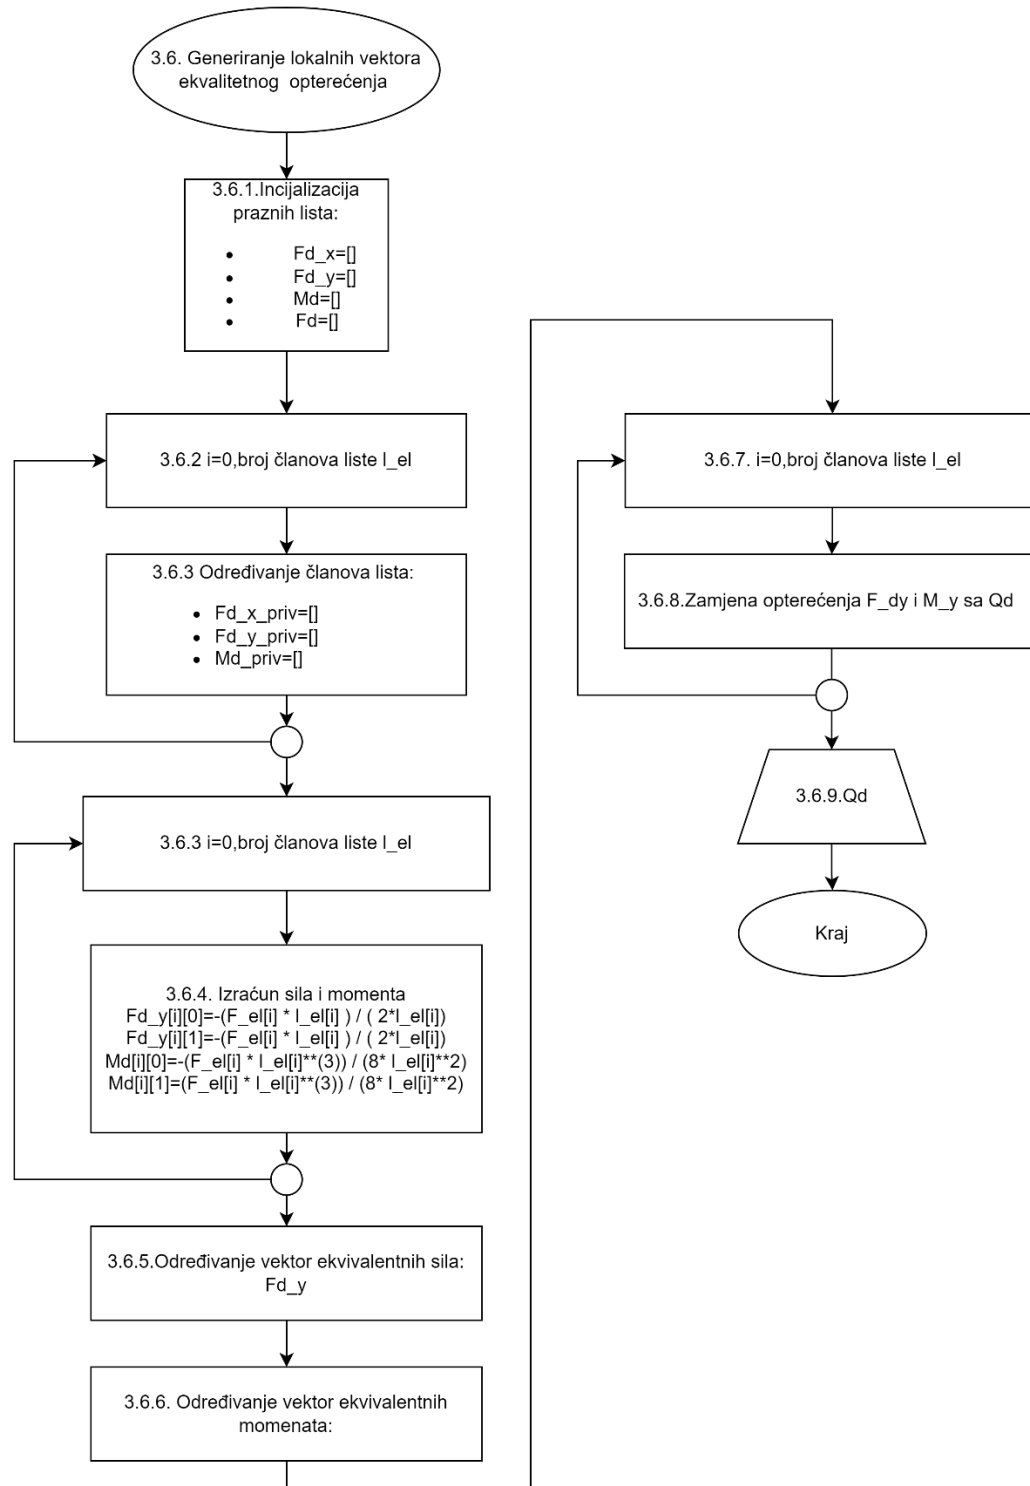 3.6. Generiranje lokalnih vektora
ekvalitetnog opterećenja
3.6.1.Incijalizacija
praznih lista:
• Fd_x=[]
• Fd_y=[]
• Md=[]
• Fd=[]
3.6.2 i=0,broj članova liste l_el
3.6.3 Određivanje članova lista:
• Fd_x_priv=[]
• Fd_y_priv=[]
• Md_priv=[]
3.6.3 i=0,broj članova liste l_el
3.6.4. Izraćun sila i momenta
Fd_y[i][0]=-(F_el[i] * l_el[i] ) / ( 2*l_el[i])
Fd_y[i][1]=-(F_el[i] * l_el[i] ) / ( 2*l_el[i])
Md[i][0]=-(F_el[i] * l_el[i]**(3)) / (8* l_el[i]**2)
Md[i][1]=(F_el[i] * l_el[i]**(3)) / (8* l_el[i]**2)
3.6.5.Određivanje vektor ekvivalentnih sila:
Fd_y
3.6.6. Određivanje vektor ekvivalentnih
momenata:
3.6.7. i=0,broj članova liste l_el
3.6.8.Zamjena opterećenja F_dy i M_y sa Qd
3.6.9.Qd
Kraj